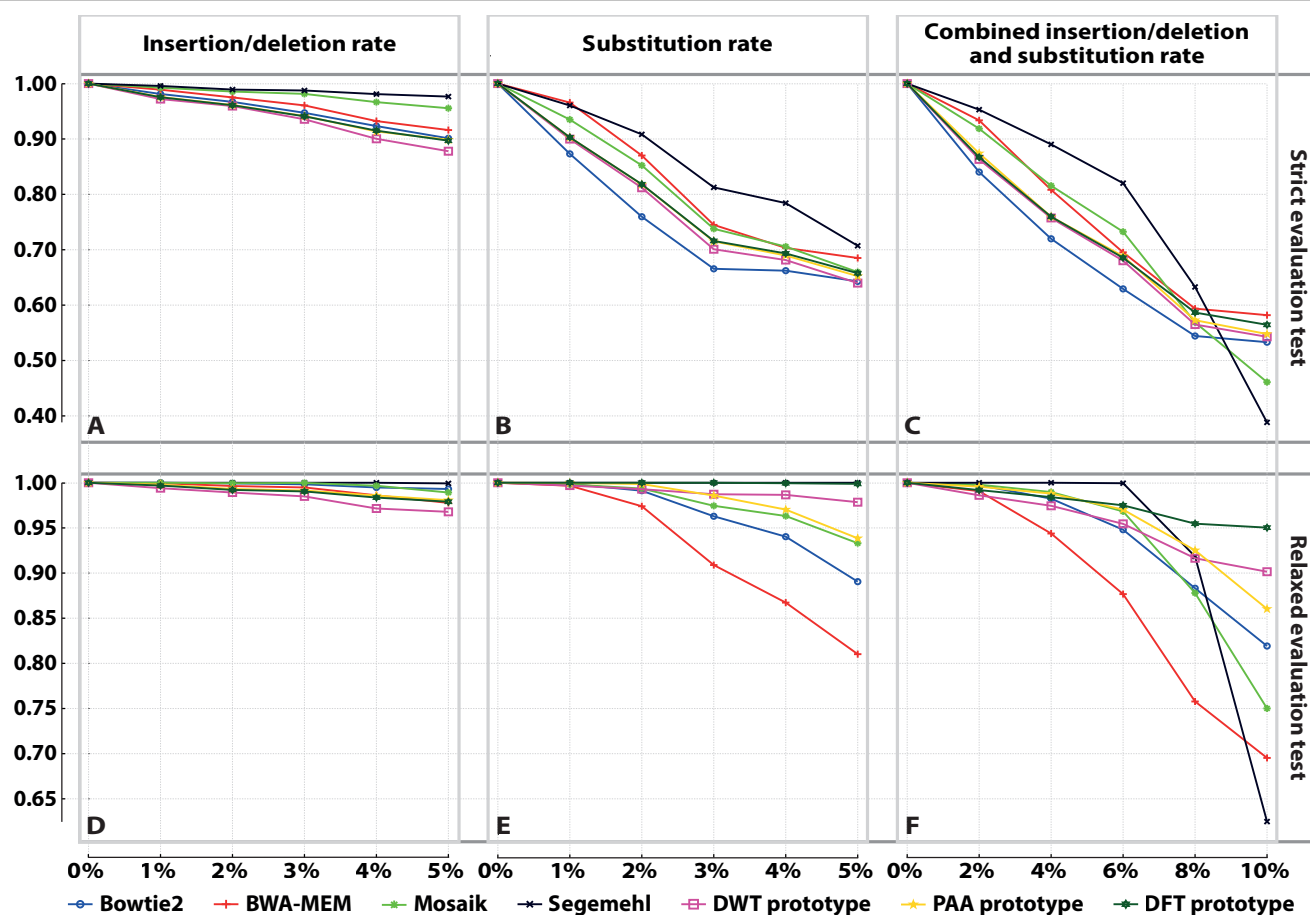 Insertion/deletion rate
Substitution rate
Combined insertion/deletion
and substitution rate
1.00
0.90
0.80
0.70
0.60
0.50
0.40
A
B
C
Strict evaluation test
1.00
0.95
0.90
0.85
0.80
0.75
0.70
0.65
D
E
F
Relaxed evaluation test
0% 1% 2% 3% 4% 5%
0% 1% 2% 3% 4% 5%
0% 2% 4% 6% 8% 10%
Bowtie2 BWA-MEM Mosaik Segemehl DWT prototype PAA prototype DFT prototype